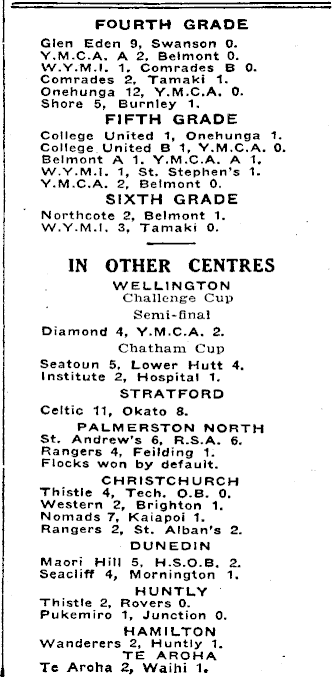 FOURTH GRADE
Glen Eden 9, Swanson 0.
Y.M.C.A. A 2, Belmont 0.
W.Y.M.I. 1, Comrades B 0.
Comrades 2, Tamaki 1.
Onehunga 12, Y.M.C.A. 0.
Shore 5, Burnley 1.
FIFTH GRADE
College United 1, Onehunga 1.
College United B 1, Y.M.C.A. 0.
Belmont A 1. Y.M.C.A. A 1.
W.Y.M.I. 1, St. Stephen's 1.
Y.M.C.A. 2, Belmont 0.
SIXTH GRADE
Northcote 2, Belmont 1.
W.Y.M.I. 3, Tamaki 0.
IN OTHER CENTRES
WELLINGTON
Challenge Cup
Semi-final
Diamond 4, Y.M.C.A. 2.
Chatham Cup
Seatoun 5, Lower Hutt 4.
Institute 2, Hospital 1.
STRATFORD
Celtic 11, Okato 8.
PALMERSTON NORTH
St. Andrew's 6, R.S.A. 6.
Rangers 4, Feilding 1.
Flocks won by default.
CHRISTCHURCH
Thistle 4, Tech. O.B. 0.
Western 2, Brighton 1.
Nomads 7, Kaiapoi 1.
Rangers 2, St. Alban's 2.
DUNEDIN
Maori Hill 5, H.S.O.B. 2.
Seacliff 4, Mornington 1.
HUNTLY
Thistle 2, Rovers 0.
Pukemiro 1, Junction 0.
HAMILTON
Wanderers 2, Huntly 1.
TE AROHA
Te Aroha 2, Waihi 1.